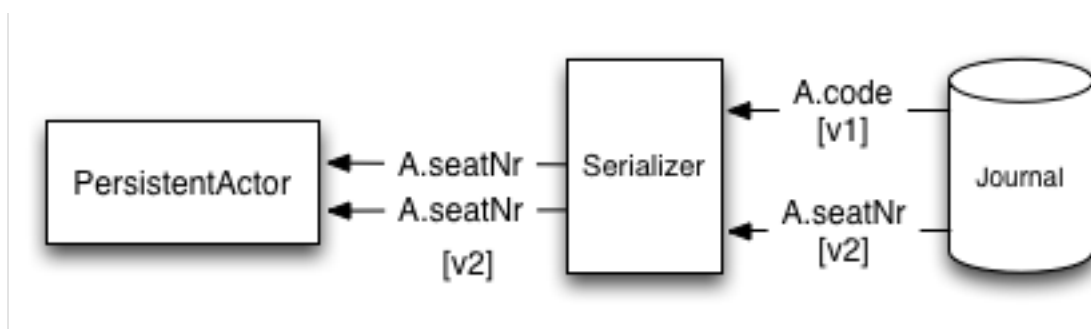 PersistentActor
A.seatNr
A.seatNr
[v2]
Serializer
A.code
[v1]
A.seatNr
[v2]
Journal